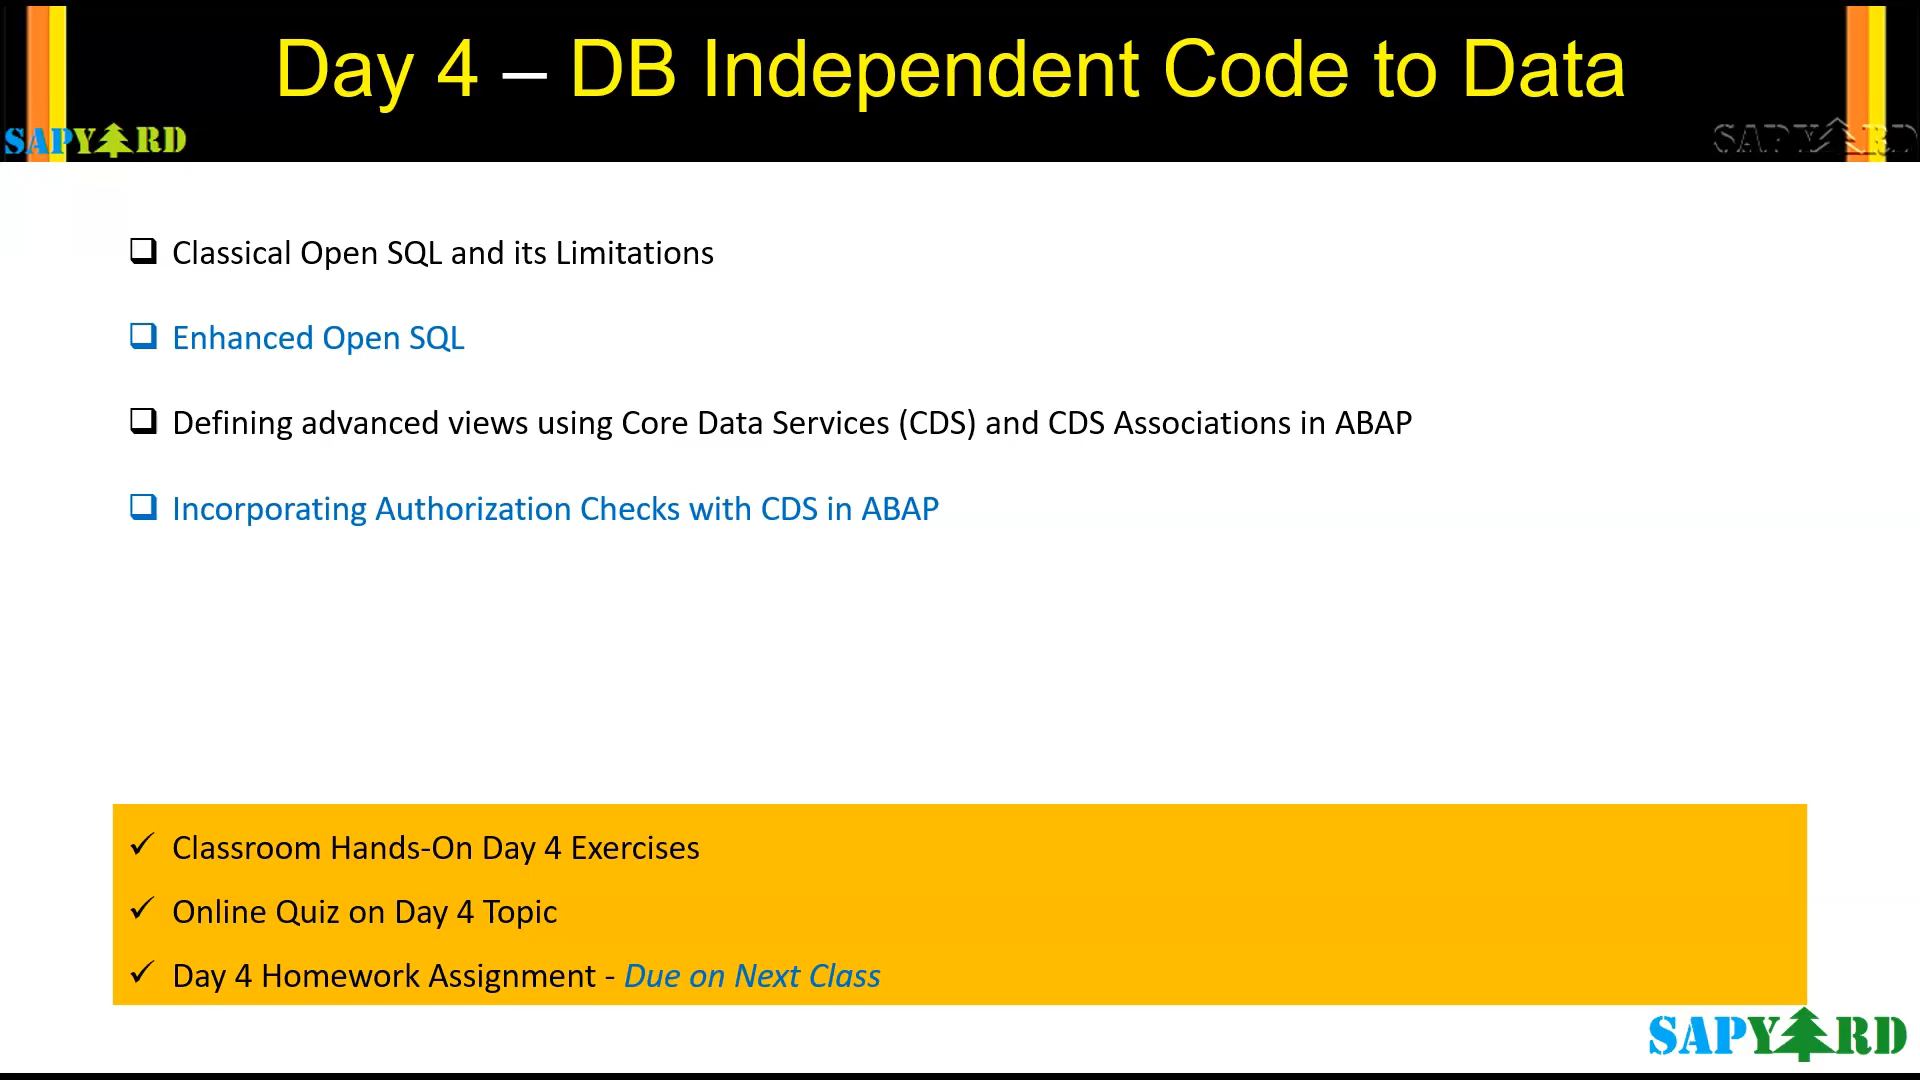 Day 4 – DB Independent Code to Data
SAPYARD
SAPYARD
Classical Open SQL and its Limitations
Enhanced Open SQL
Defining advanced views using Core Data Services (CDS) and CDS Associations in ABAP
Incorporating Authorization Checks with CDS in ABAP
Classroom Hands-On Day 4 Exercises
Online Quiz on Day 4 Topic
Day 4 Homework Assignment - Due on Next Class
SAPYARD